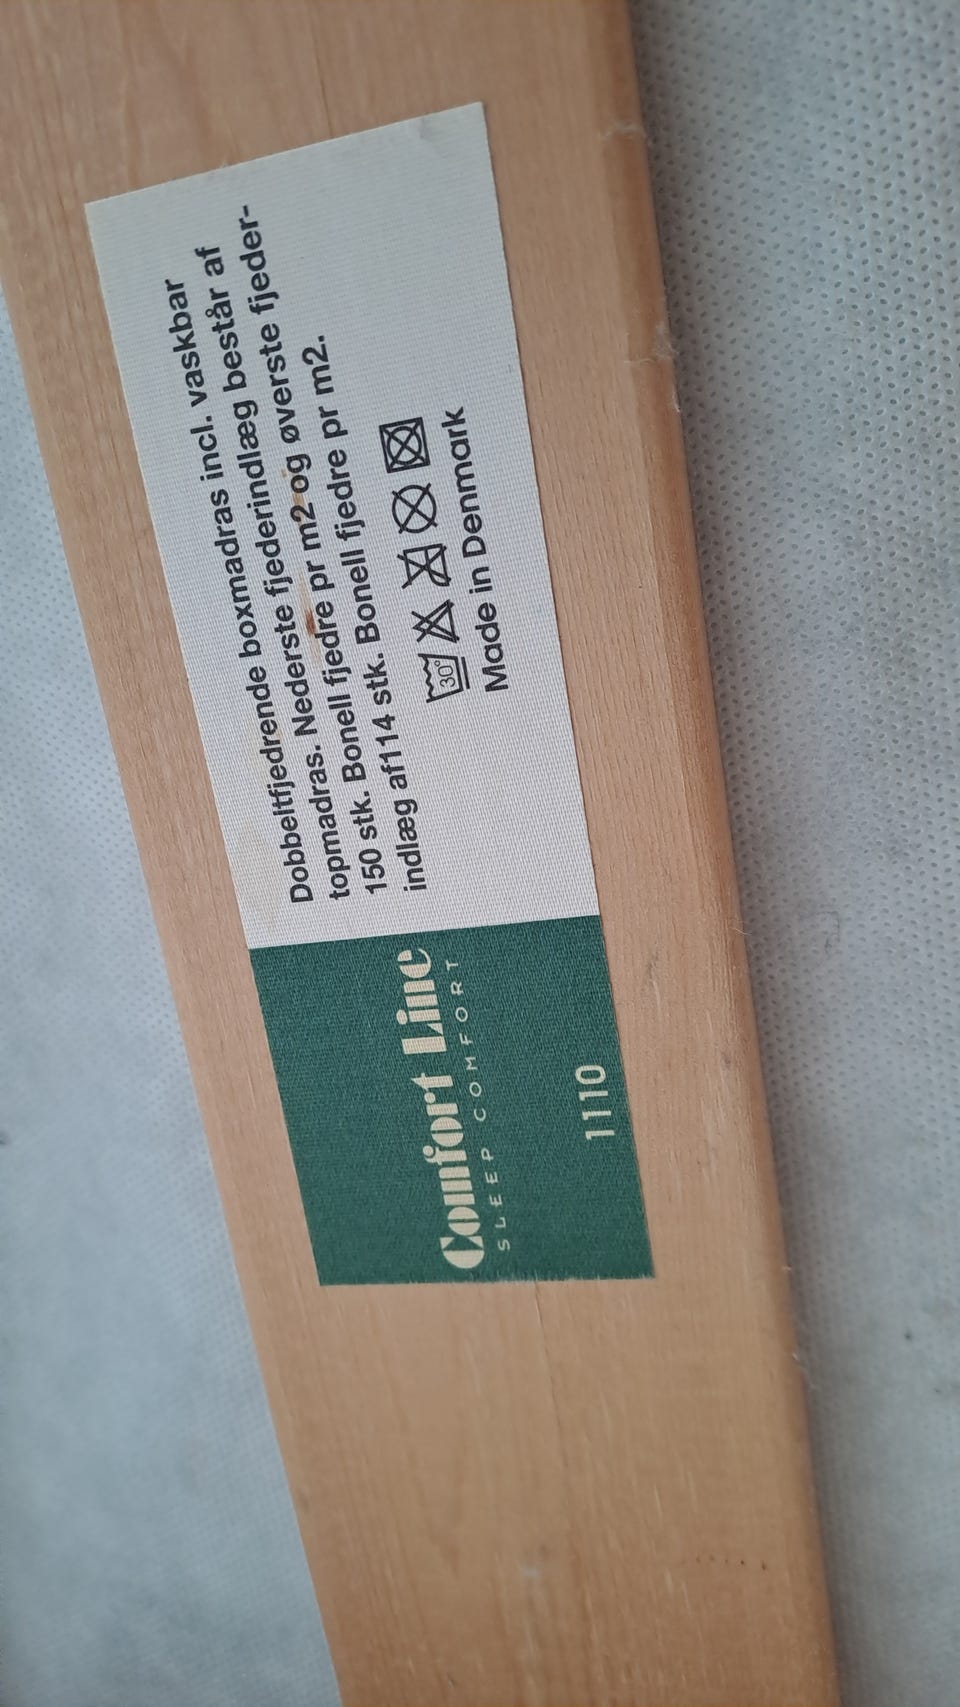 Dobbeltfjedrende boxmadras incl. vaskbar
topmadras. Nederste fjederindlæg består af
150 stk. Bonell fjedre pr m2 og øverste fjeder-
indlæg af114 stk. Bonell fjedre pr m2.
30°
Made in Denmark
Comfort Line
SLEEP COMFORT
1110